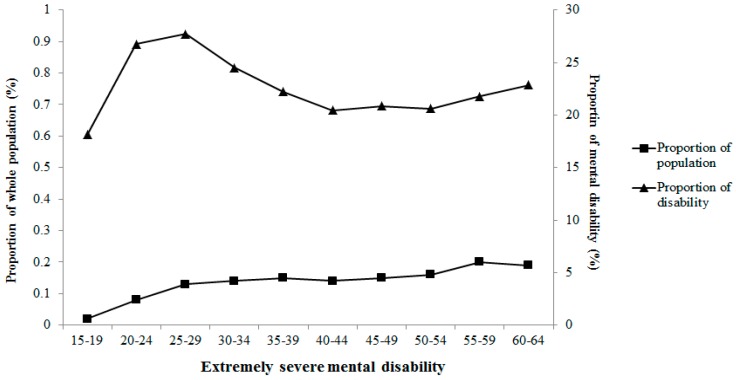 1
0.9
0.8
0.7
0.6
0.5
0.4
0.3
0.2
0.1
0
Proportion of whole population (%)
30
25
20
15
10
5
0
Proportion of mental disability (%)
15-19 20-24 25-29 30-34 35-39 40-44 45-49 50-54 55-59 60-64
Extremely severe mental disability
Proportion of
population
Proportion of
disability